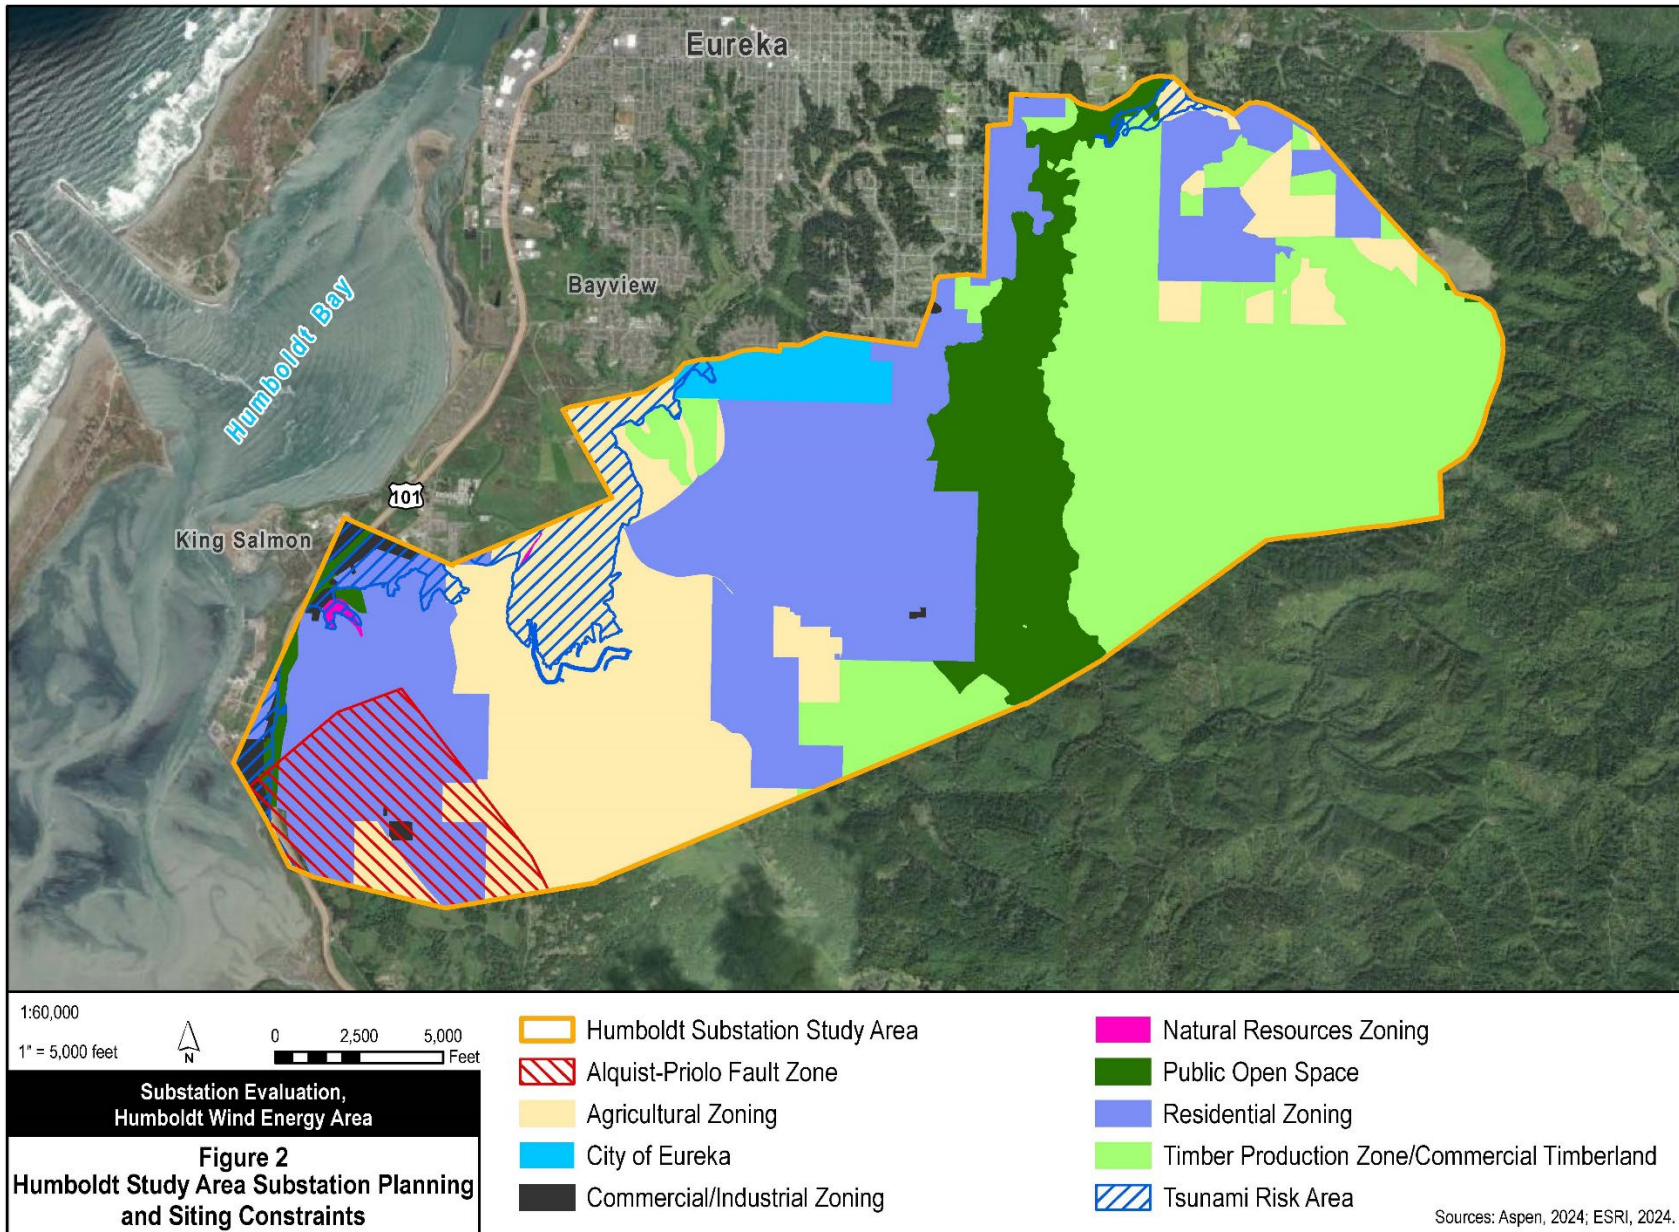 Eureka
Bayview
Humboldt Bay
101
King Salmon
1:60,000
1" = 5,000 feet
N
0 2,500 5,000
Feet
Substation Evaluation,
Humboldt Wind Energy Area
Figure 2
Humboldt Study Area Substation Planning
and Siting Constraints
Humboldt Substation Study Area
Alquist-Priolo Fault Zone
Agricultural Zoning
City of Eureka
Commercial/Industrial Zoning
Natural Resources Zoning
Public Open Space
Residential Zoning
Timber Production Zone/Commercial Timberland
Tsunami Risk Area
Sources: Aspen, 2024; ESRI, 2024.